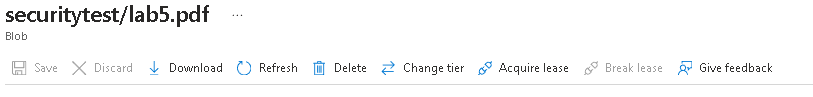 securitytest/lab5.pdf ...
Blob
Save Discard Download Refresh Delete Change tier Acquire lease Break lease Give feedback